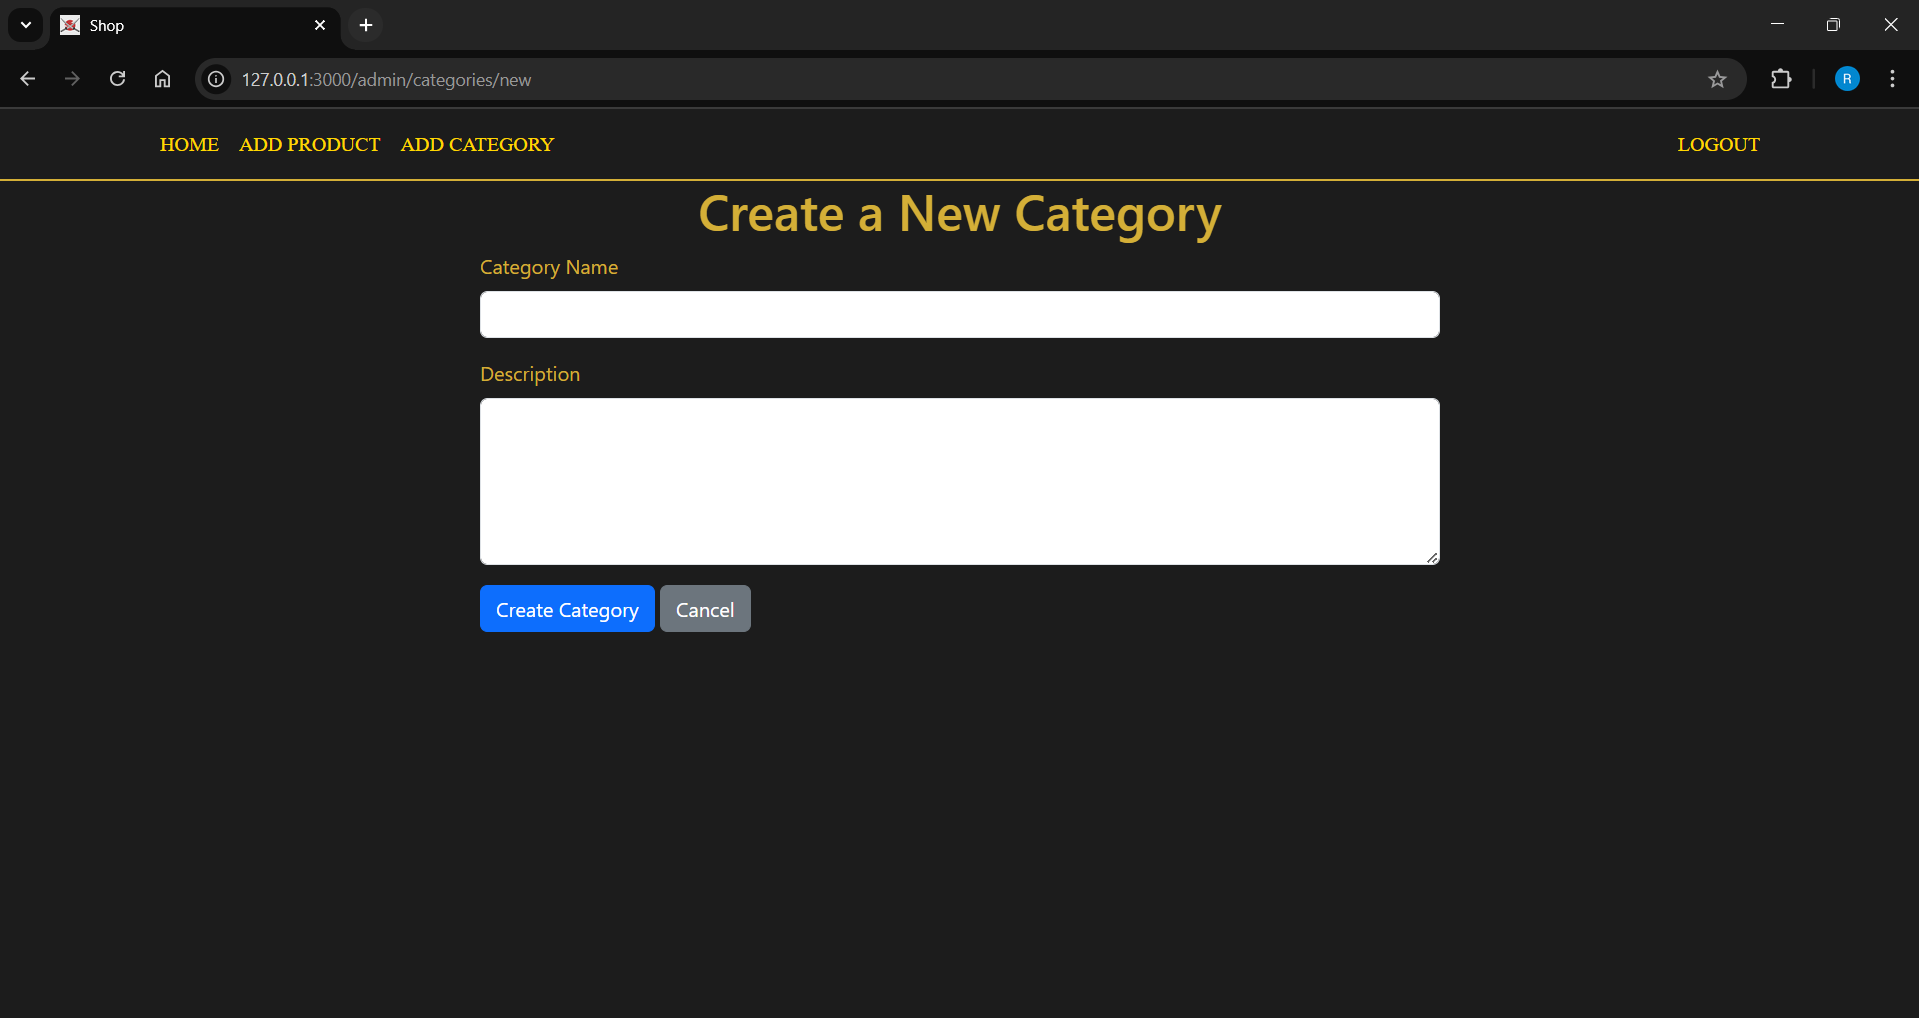 Shop
127.0.0.1:3000/admin/categories/new
R
HOME ADD PRODUCT ADD CATEGORY LOGOUT
Create a New Category
Category Name
Description
Create Category Cancel